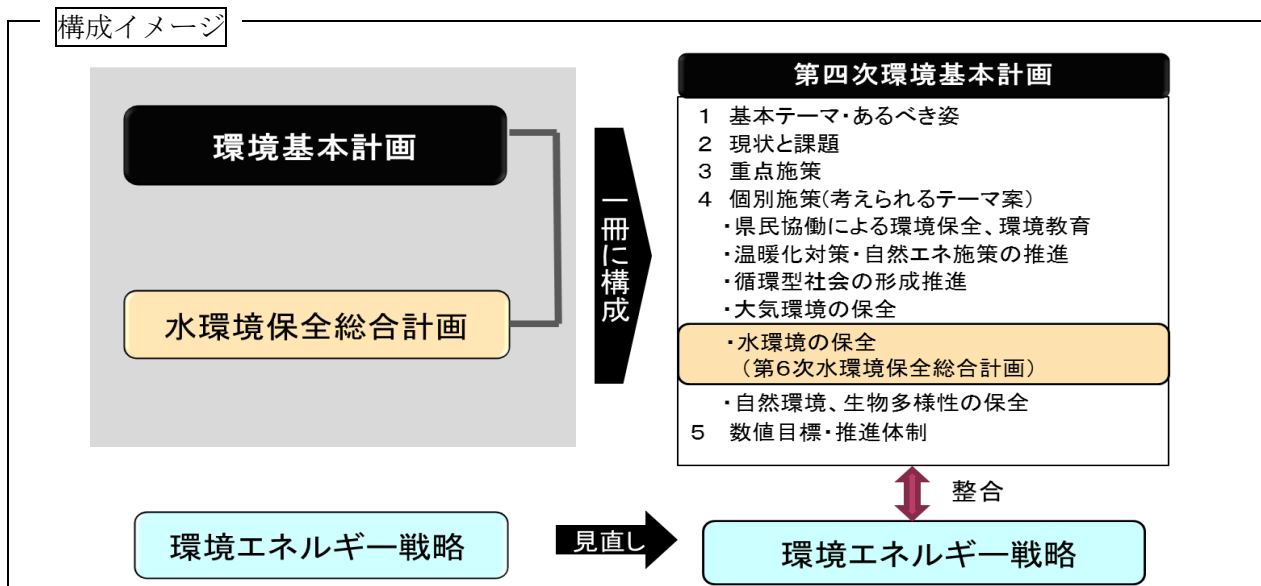 構成イメージ
環境基本計画
水環境保全総合計画
一冊に構成
第四次環境基本計画
1 基本テーマ・あるべき姿
2 現状と課題
3 重点施策
4 個別施策(考えられるテーマ案)
・県民協働による環境保全、環境教育
・温暖化対策・自然エネ施策の推進
・循環型社会の形成推進
・大気環境の保全
・水環境の保全
(第6次水環境保全総合計画)
・自然環境、生物多様性の保全
5 数値目標・推進体制
整合
環境エネルギー戦略
見直し
環境エネルギー戦略